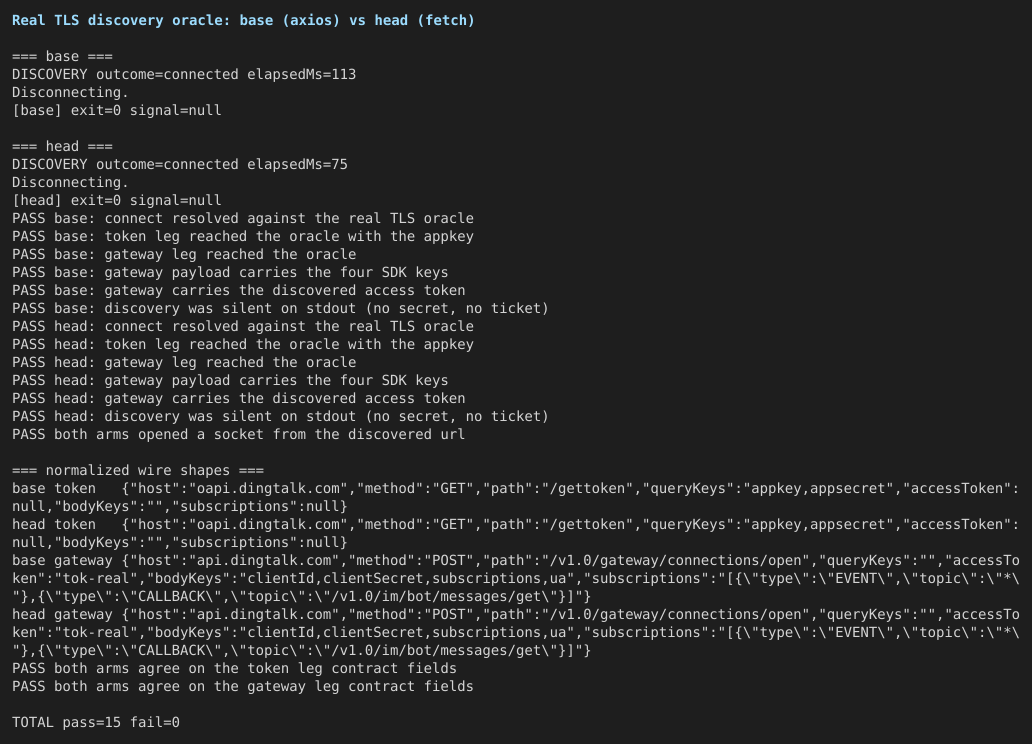 Real TLS discovery oracle: base (axios) vs head (fetch)
=== base ===
DISCOVERY outcome=connected elapsedMs=113
Disconnecting.
[base] exit=0 signal=null
=== head ===
DISCOVERY outcome=connected elapsedMs=75
Disconnecting.
[head] exit=0 signal=null
PASS base: connect resolved against the real TLS oracle
PASS base: token leg reached the oracle with the appkey
PASS base: gateway leg reached the oracle
PASS base: gateway payload carries the four SDK keys
PASS base: gateway carries the discovered access token
PASS base: discovery was silent on stdout (no secret, no ticket)
PASS head: connect resolved against the real TLS oracle
PASS head: token leg reached the oracle with the appkey
PASS head: gateway leg reached the oracle
PASS head: gateway payload carries the four SDK keys
PASS head: gateway carries the discovered access token
PASS head: discovery was silent on stdout (no secret, no ticket)
PASS both arms opened a socket from the discovered url
=== normalized wire shapes ===
base token   {"host":"oapi.dingtalk.com","method":"GET","path":"/gettoken","queryKeys":"appkey,appsecret","accessToken":
null,"bodyKeys":"","subscriptions":null}
head token   {"host":"oapi.dingtalk.com","method":"GET","path":"/gettoken","queryKeys":"appkey,appsecret","accessToken":
null,"bodyKeys":"","subscriptions":null}
base gateway {"host":"api.dingtalk.com","method":"POST","path":"/v1.0/gateway/connections/open","queryKeys":"","accessTo
ken":"tok-real","bodyKeys":"clientId,clientSecret,subscriptions,ua","subscriptions":"[{\"type\":\"EVENT\",\"topic\":\"*\
"},{\"type\":\"CALLBACK\",\"topic\":\"/v1.0/im/bot/messages/get\"}]"}
head gateway {"host":"api.dingtalk.com","method":"POST","path":"/v1.0/gateway/connections/open","queryKeys":"","accessTo
ken":"tok-real","bodyKeys":"clientId,clientSecret,subscriptions,ua","subscriptions":"[{\"type\":\"EVENT\",\"topic\":\"*\
"},{\"type\":\"CALLBACK\",\"topic\":\"/v1.0/im/bot/messages/get\"}]"}
PASS both arms agree on the token leg contract fields
PASS both arms agree on the gateway leg contract fields
TOTAL pass=15 fail=0